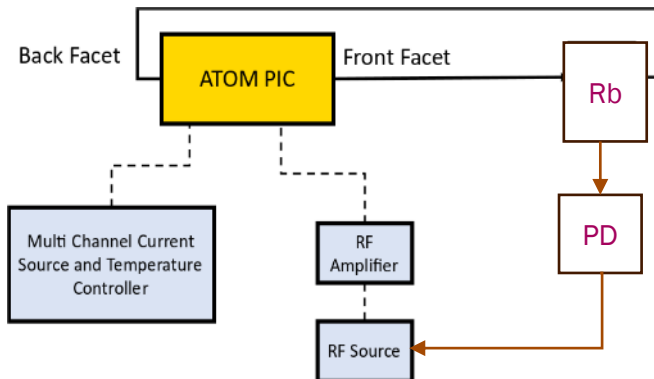 Back Facet
ATOM PIC
Front Facet
Rb
Multi Channel Current
Source and Temperature
Controller
RF
Amplifier
PD
RF Source